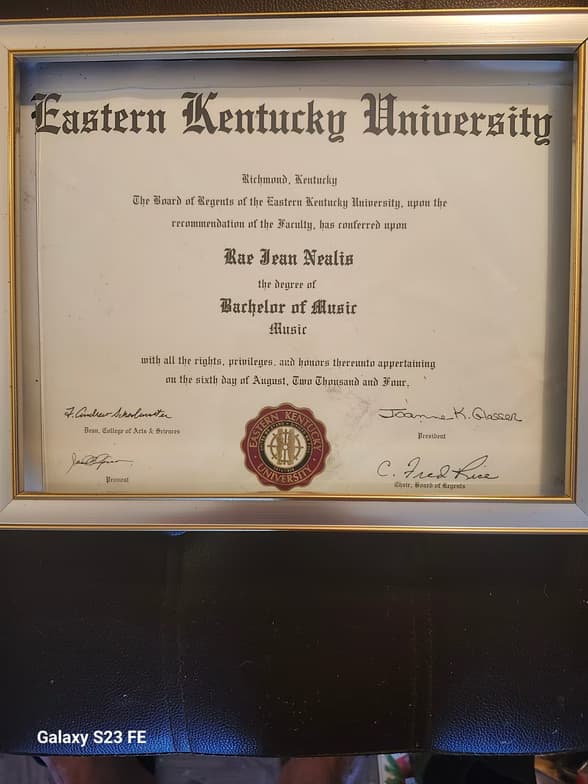 Eastern Kentucky University
Richmond, Kentucky
The Board of Regents of the Eastern Kentucky University, upon the
recommendation of the Faculty, has conferred upon
Rae Jean Nealis
the degree of
Bachelor of Music
Music
with all the rights, privileges, and honors thereunto appertaining
on the sixth day of August, Two Thousand and Four.
Dean, College of Arts & Sciences
Joanne K. Glasser
President
EASTERN KENTUCKY
UNIVERSITY
Provost
C. Fred Rice
Chair, Board of Regents
Galaxy S23 FE